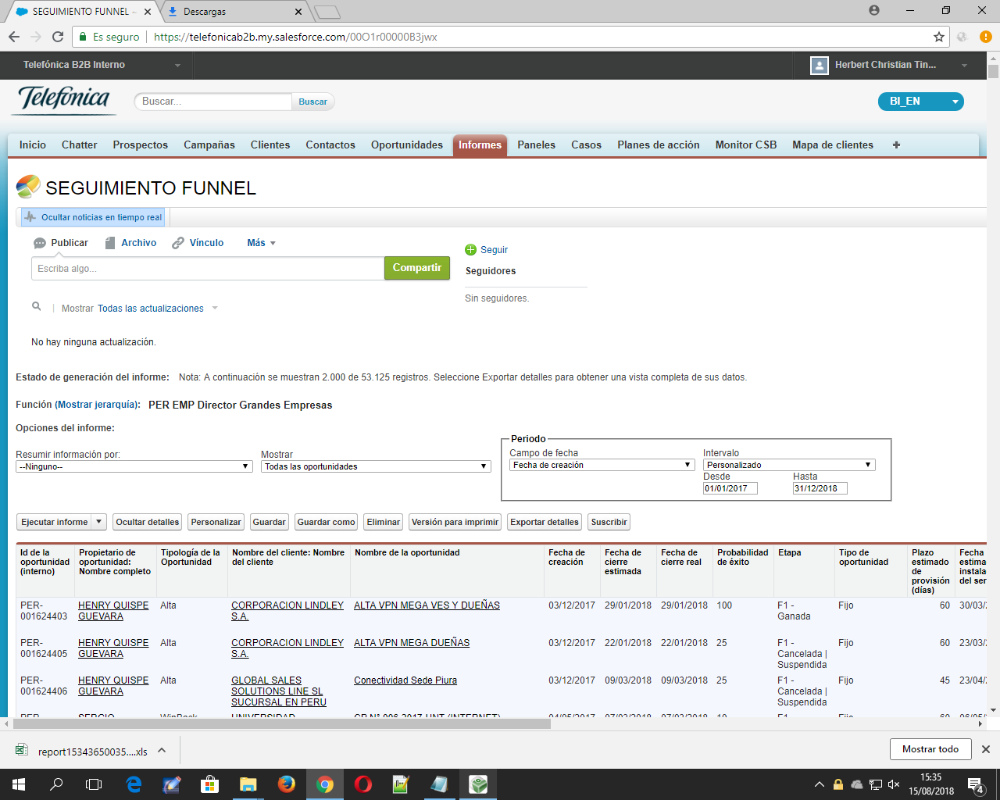 SEGUIMIENTO FUNNEL ~
Descargas
Es seguro | https://telefonicab2b.my.salesforce.com/00O1r00000B3jwx
Telefónica B2B Interno
Herbert Christian Tin...
Telefónica
Buscar...
Buscar
BI_EN
Inicio Chatter Prospectos Campañas Clientes Contactos Oportunidades Informes Paneles Casos Planes de acción Monitor CSB Mapa de clientes +
SEGUIMIENTO FUNNEL
Ocultar noticias en tiempo real
Publicar Archivo Vínculo Más
Escriba algo...
Compartir
Seguir
Seguidores
Sin seguidores.
Mostrar Todas las actualizaciones
No hay ninguna actualización.
Estado de generación del informe: Nota: A continuación se muestran 2.000 de 53.125 registros. Seleccione Exportar detalles para obtener una vista completa de sus datos.
Función (Mostrar jerarquía): PER EMP Director Grandes Empresas
Opciones del informe:
Resumir información por:
--Ninguno--
Mostrar
Todas las oportunidades
Periodo
Campo de fecha
Fecha de creación
Intervalo
Personalizado
Desde Hasta
01/01/2017 31/12/2018
Ejecutar informe Ocultar detalles Personalizar Guardar Guardar como Eliminar Versión para imprimir Exportar detalles Suscribir
Id de la oportunidad (interno) Propietario de oportunidad: Nombre completo Tipología de la Oportunidad Nombre del cliente: Nombre del cliente Nombre de la oportunidad Fecha de creación Fecha de cierre estimada Fecha de cierre real Probabilidad de éxito Etapa Tipo de oportunidad Plazo estimado de provisión (días) Fecha estima instala del ser
PER-001624403 HENRY QUISPE GUEVARA Alta CORPORACION LINDLEY S.A. ALTA VPN MEGA VES Y DUEÑAS 03/12/2017 29/01/2018 29/01/2018 100 F1 - Ganada Fijo 60 30/03/
PER-001624405 HENRY QUISPE GUEVARA Alta CORPORACION LINDLEY S.A. ALTA VPN MEGA DUEÑAS 03/12/2017 22/01/2018 22/01/2018 25 F1 - Cancelada | Suspendida Fijo 60 23/03/
PER-001624406 HENRY QUISPE GUEVARA Alta GLOBAL SALES SOLUTIONS LINE SL SUCURSAL EN PERU Conectividad Sede Piura 03/12/2017 09/03/2018 09/03/2018 25 F1 - Cancelada | Suspendida Fijo 45 23/04/
PER- SERGIO WinBack UNIVERSIDAD CP N° 006-2017-UNT (INTERNET) 04/05/2017 07/03/2018 07/03/2018 10 F1 - Fijo 60 06/05/
report15343650035....xls
Mostrar todo
15:35
15/08/2018
4